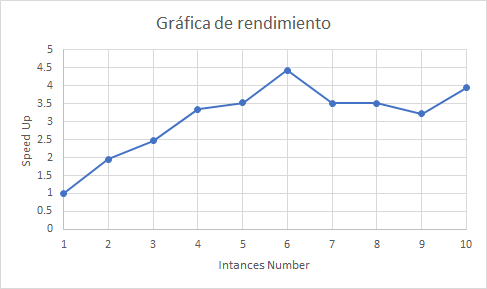 Gráfica de rendimiento
5
4.5
4
3.5
3
2.5
2
1.5
1
0.5
0
Speed Up
1 2 3 4 5 6 7 8 9 10
Intances Number